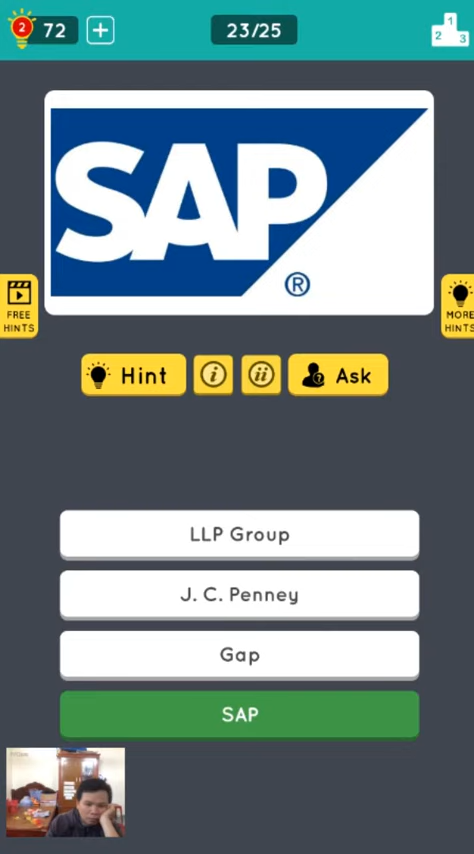 2 72 + 23/25 1 2 3
SAP
®
FREE
HINTS
MORE
HINTS
Hint i ii Ask
LLP Group
J. C. Penney
Gap
SAP